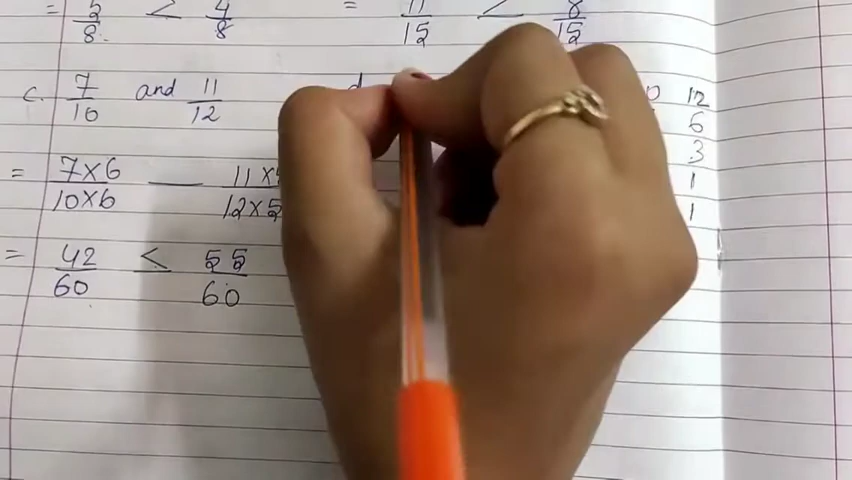 = 5/8 < 4/8 = 11/15 < 8/15
c. 7/10 and 11/12 d 12
6
3
= 7×6/10×6 — 11×5/12×5 1
1
= 42/60 < 55/60